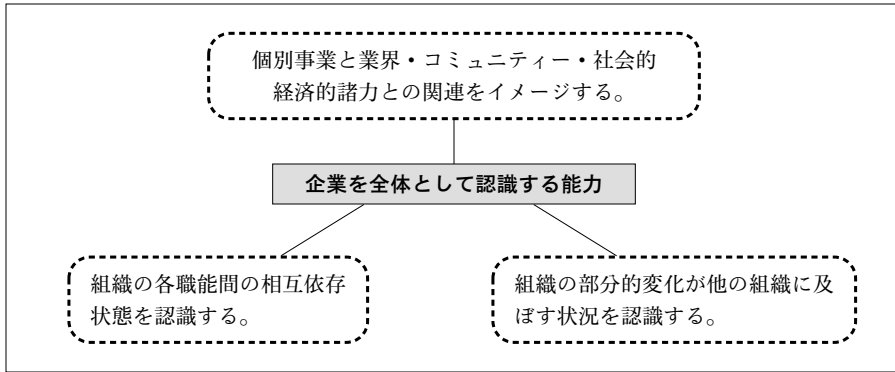 個別事業と業界・コミュニティー・社会的
経済的諸力との関連をイメージする。
企業を全体として認識する能力
組織の各職能間の相互依存
状態を認識する。
組織の部分的変化が他の組織に及
ぼす状況を認識する。